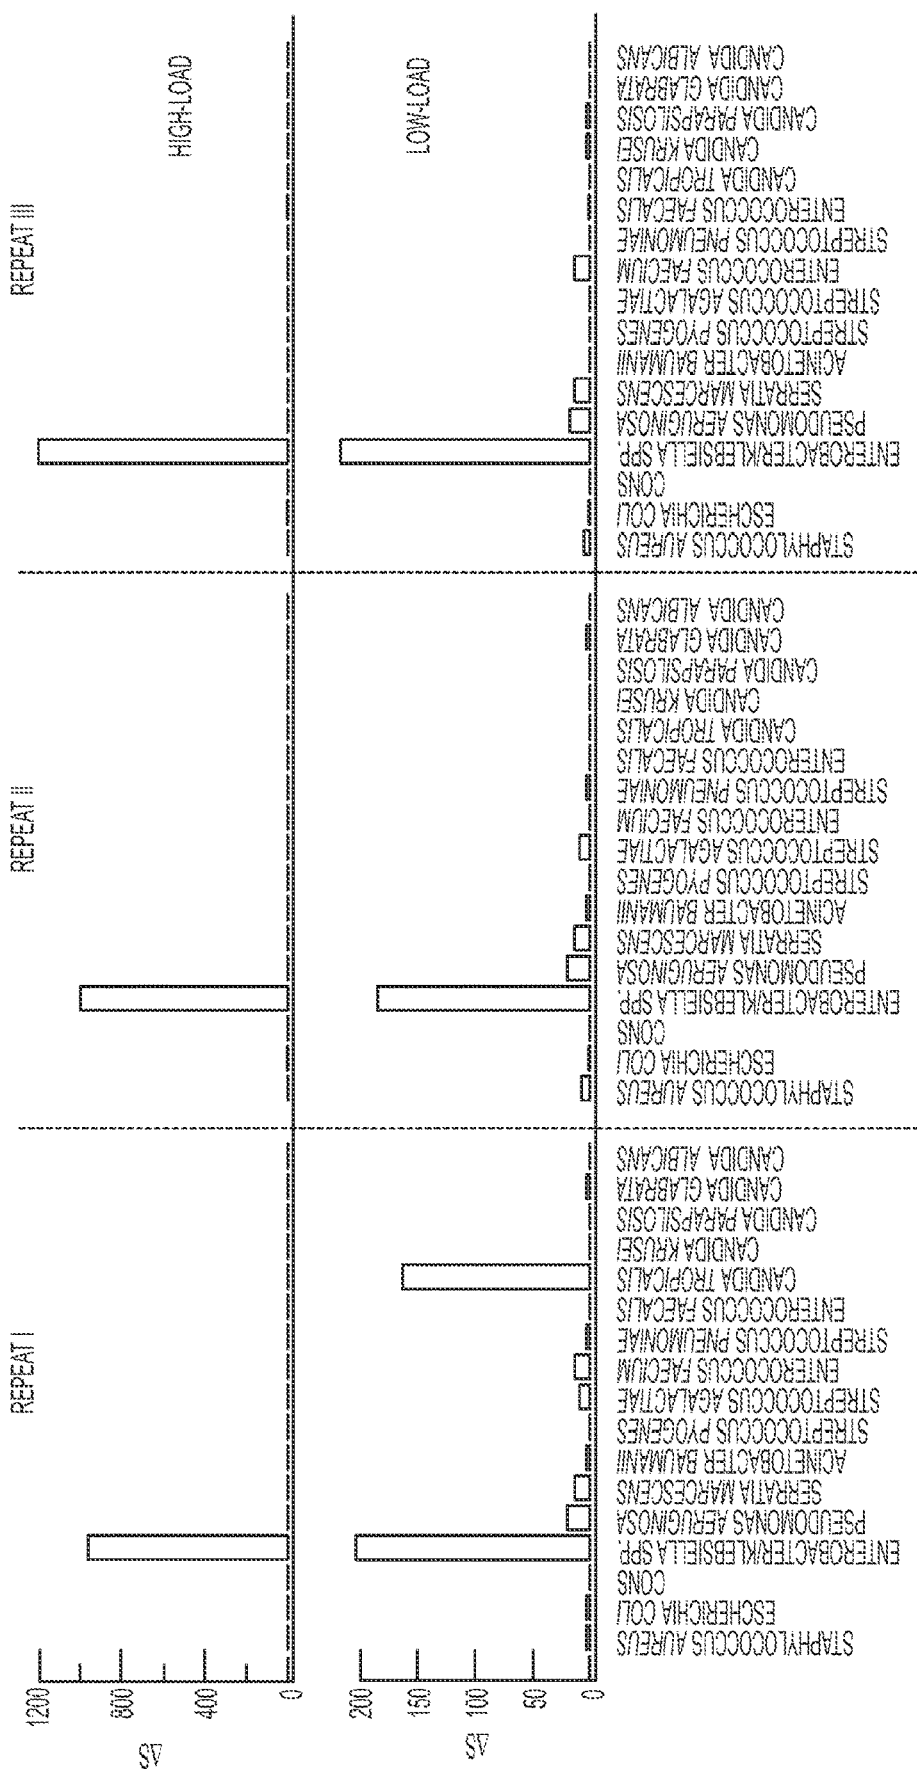 REPEAT I
REPEAT II
REPEAT III
HIGH-LOAD
ΔS
1200
800
400
0
LOW-LOAD
ΔS
200
150
100
50
0
STAPHYLOCOCCUS AUREUS
ESCHERICHIA COLI
CONS
ENTEROBACTER/KLEBSIELLA SPP.
PSEUDOMONAS AERUGINOSA
SERRATIA MARCESCENS
ACINETOBACTER BAUMANII
STREPTOCOCCUS PYOGENES
STREPTOCOCCUS AGALACTIAE
ENTEROCOCCUS FAECIUM
STREPTOCOCCUS PNEUMONIAE
ENTEROCOCCUS FAECALIS
CANDIDA TROPICALIS
CANDIDA KRUSEI
CANDIDA PARAPSILOSIS
CANDIDA GLABRATA
CANDIDA ALBICANS
STAPHYLOCOCCUS AUREUS
ESCHERICHIA COLI
CONS
ENTEROBACTER/KLEBSIELLA SPP.
PSEUDOMONAS AERUGINOSA
SERRATIA MARCESCENS
ACINETOBACTER BAUMANII
STREPTOCOCCUS PYOGENES
STREPTOCOCCUS AGALACTIAE
ENTEROCOCCUS FAECIUM
STREPTOCOCCUS PNEUMONIAE
ENTEROCOCCUS FAECALIS
CANDIDA TROPICALIS
CANDIDA KRUSEI
CANDIDA PARAPSILOSIS
CANDIDA GLABRATA
CANDIDA ALBICANS
STAPHYLOCOCCUS AUREUS
ESCHERICHIA COLI
CONS
ENTEROBACTER/KLEBSIELLA SPP.
PSEUDOMONAS AERUGINOSA
SERRATIA MARCESCENS
ACINETOBACTER BAUMANII
STREPTOCOCCUS PYOGENES
STREPTOCOCCUS AGALACTIAE
ENTEROCOCCUS FAECIUM
STREPTOCOCCUS PNEUMONIAE
ENTEROCOCCUS FAECALIS
CANDIDA TROPICALIS
CANDIDA KRUSEI
CANDIDA PARAPSILOSIS
CANDIDA GLABRATA
CANDIDA ALBICANS